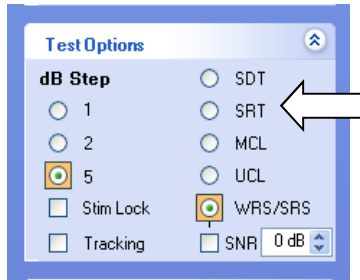 Test Options
dB Step
SDT
1
SRT
2
MCL
5
UCL
Stim Lock
WRS/SRS
Tracking
SNR 0 dB